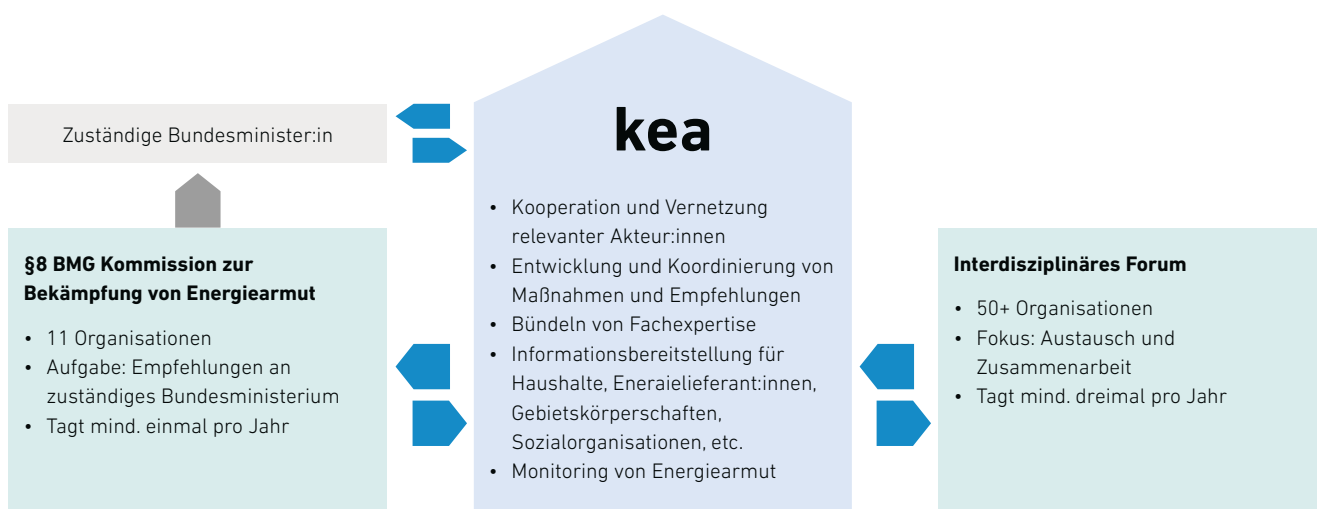 Zuständige Bundesminister:in
§8 BMG Kommission zur
Bekämpfung von Energiearmut
• 11 Organisationen
• Aufgabe: Empfehlungen an
zuständiges Bundesministerium
• Tagt mind. einmal pro Jahr
kea
• Kooperation und Vernetzung
relevanter Akteur:innen
• Entwicklung und Koordinierung von
Maßnahmen und Empfehlungen
• Bündeln von Fachexpertise
• Informationsbereitstellung für
Haushalte, Eneraielieferant:innen,
Gebietskörperschaften,
Sozialorganisationen, etc.
• Monitoring von Energiearmut
Interdisziplinäres Forum
• 50+ Organisationen
• Fokus: Austausch und
Zusammenarbeit
• Tagt mind. dreimal pro Jahr